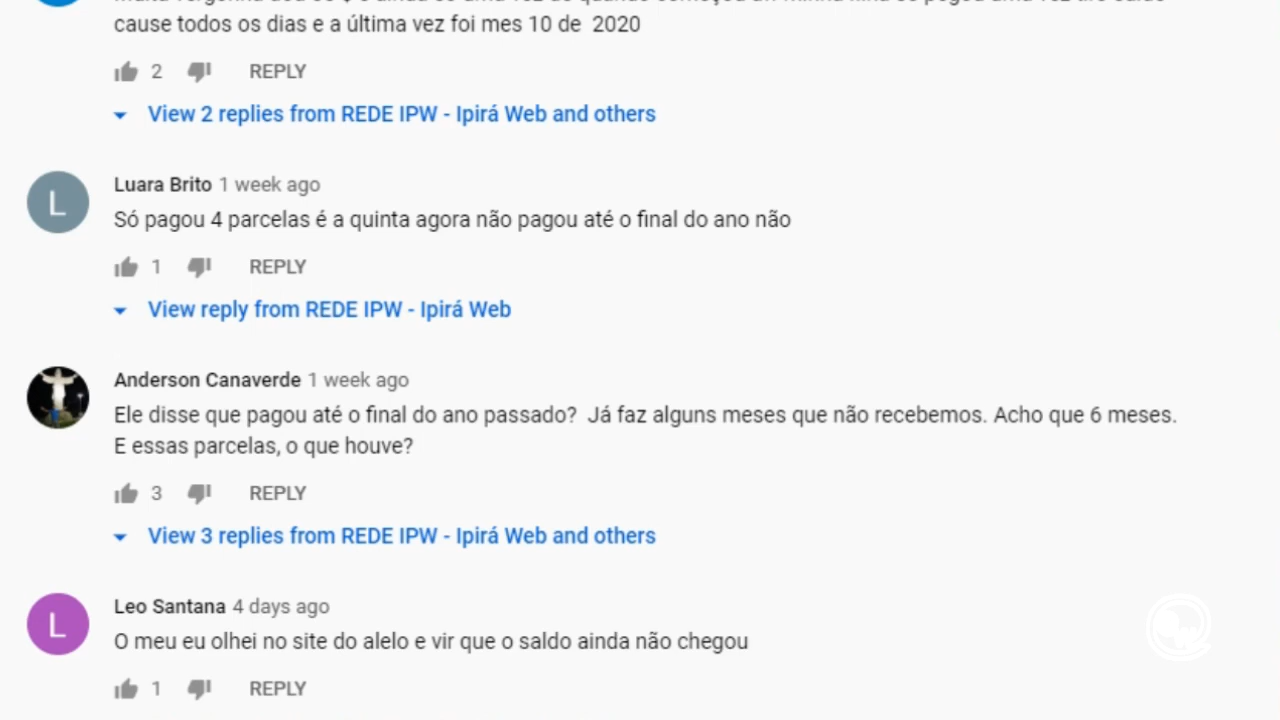 cause todos os dias e a última vez foi mes 10 de 2020
2 REPLY
View 2 replies from REDE IPW - Ipirá Web and others
L
Luara Brito 1 week ago
Só pagou 4 parcelas é a quinta agora não pagou até o final do ano não
1 REPLY
View reply from REDE IPW - Ipirá Web
Anderson Canaverde 1 week ago
Ele disse que pagou até o final do ano passado? Já faz alguns meses que não recebemos. Acho que 6 meses.
E essas parcelas, o que houve?
3 REPLY
View 3 replies from REDE IPW - Ipirá Web and others
L
Leo Santana 4 days ago
O meu eu olhei no site do alelo e vir que o saldo ainda não chegou
1 REPLY